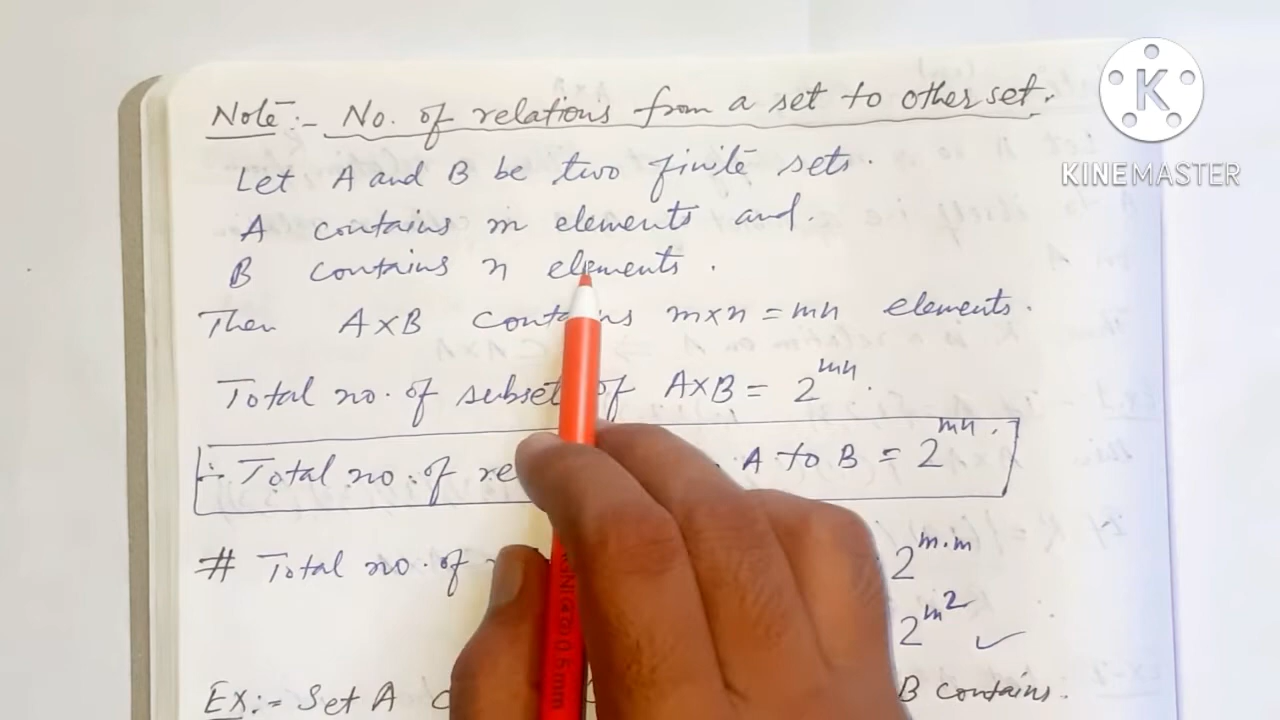 Note:- No. of relations from a set to other set.
K
KINEMASTER
Let A and B be two finite sets.
A contains m elements and.
B contains n elements.
Then A×B contains m×n = mn elements.
Total no. of subset of A×B = 2^mn.
∴ Total no. of A to B = 2^mn.
# Total no. of 2^m.m
2^m^2 ✓
Ex:- Set A B contains.